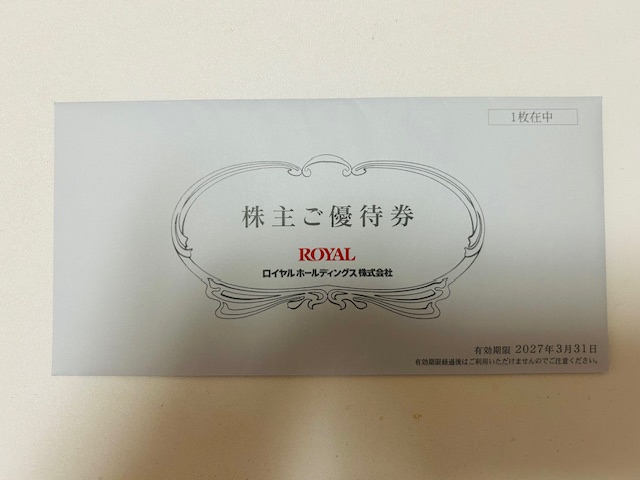 1枚在中
株主ご優待券
ROYAL
ロイヤルホールディングス株式会社
有効期限 2027年3月31日
有効期限経過後はご利用いただけませんのでご注意ください。